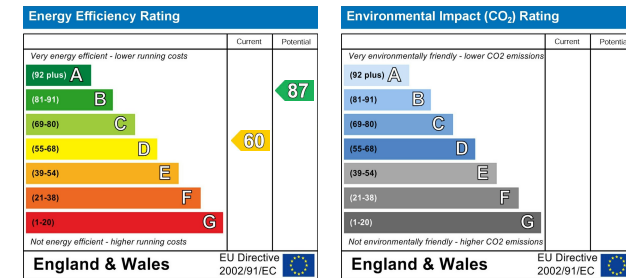 Energy Efficiency Rating
Current Potential
Very energy efficient - lower running costs
(92 plus) A
(81-91) B
87
(69-80) C
(55-68) D
60
(39-54) E
(21-38) F
(1-20) G
Not energy efficient - higher running costs
England & Wales
EU Directive
2002/91/EC
Environmental Impact (CO₂) Rating
Current Potential
Very environmentally friendly - lower CO2 emissions
(92 plus) A
(81-91) B
(69-80) C
(55-68) D
(39-54) E
(21-38) F
(1-20) G
Not environmentally friendly - higher CO2 emissions
England & Wales
EU Directive
2002/91/EC